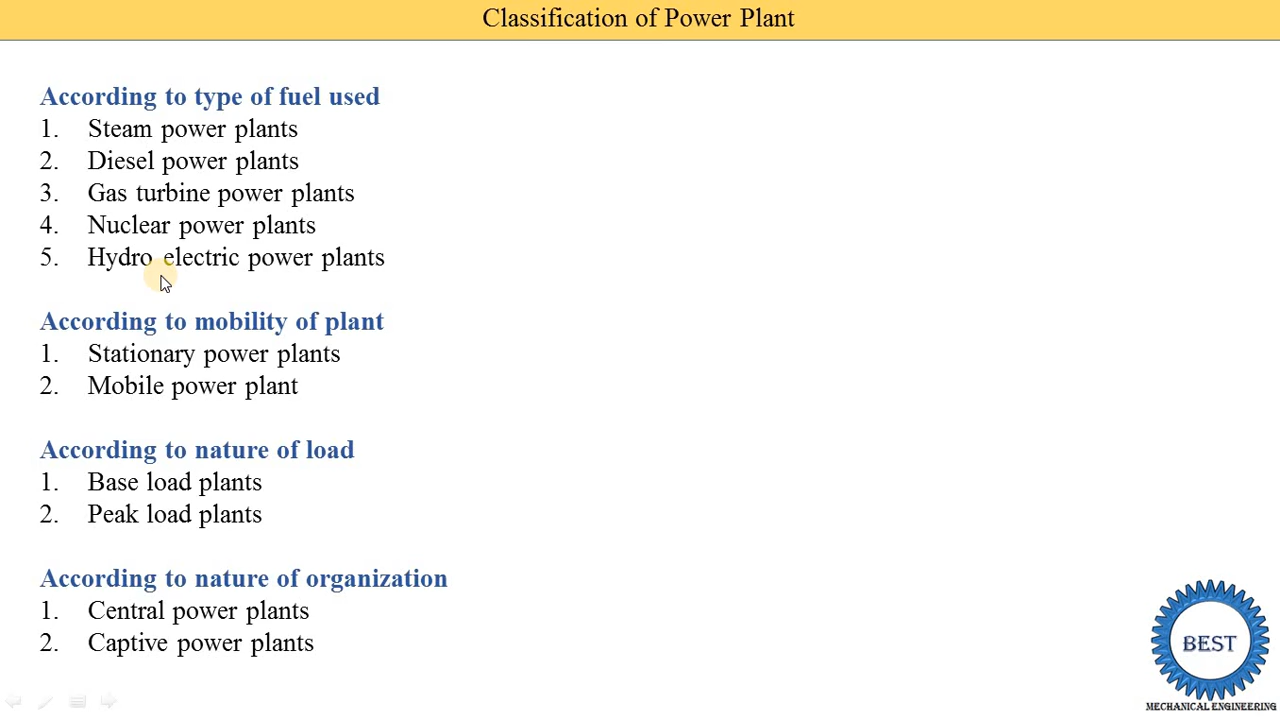 Classification of Power Plant
According to type of fuel used
1. Steam power plants
2. Diesel power plants
3. Gas turbine power plants
4. Nuclear power plants
5. Hydro electric power plants
According to mobility of plant
1. Stationary power plants
2. Mobile power plant
According to nature of load
1. Base load plants
2. Peak load plants
According to nature of organization
1. Central power plants
2. Captive power plants
BEST
MECHANICAL ENGINEERING